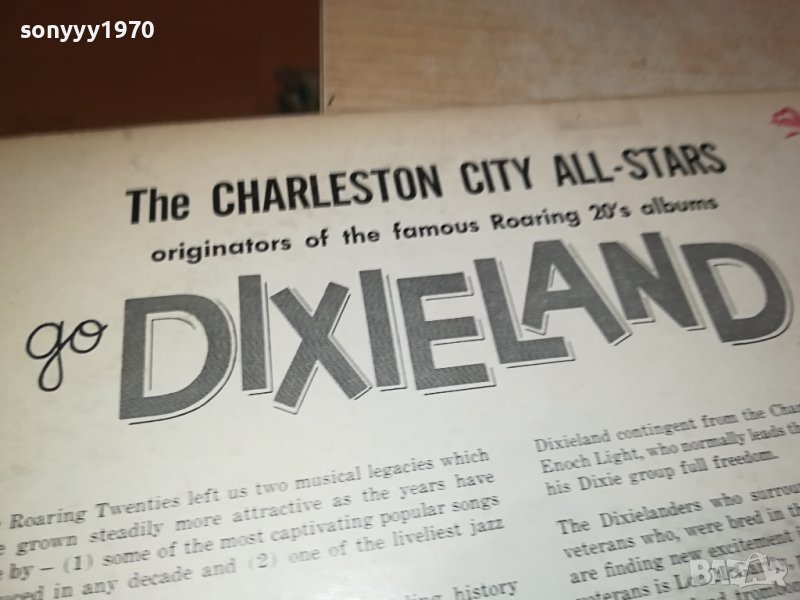 sonyyy1970
The CHARLESTON CITY ALL-STARS
originators of the famous Roaring 20's albums
go DIXIELAND
Roaring Twenties left us two musical legacies which
grown steadily more attractive as the years have
by — (1) some of the most captivating popular songs
in any decade and (2) one of the liveliest jazz
history
Dixieland contingent from the
Enoch Light, who normally leads
his Dixie group full freedom.
The Dixielanders who
veterans who, were bred in
are finding new excitement
veterans is
BAZAR